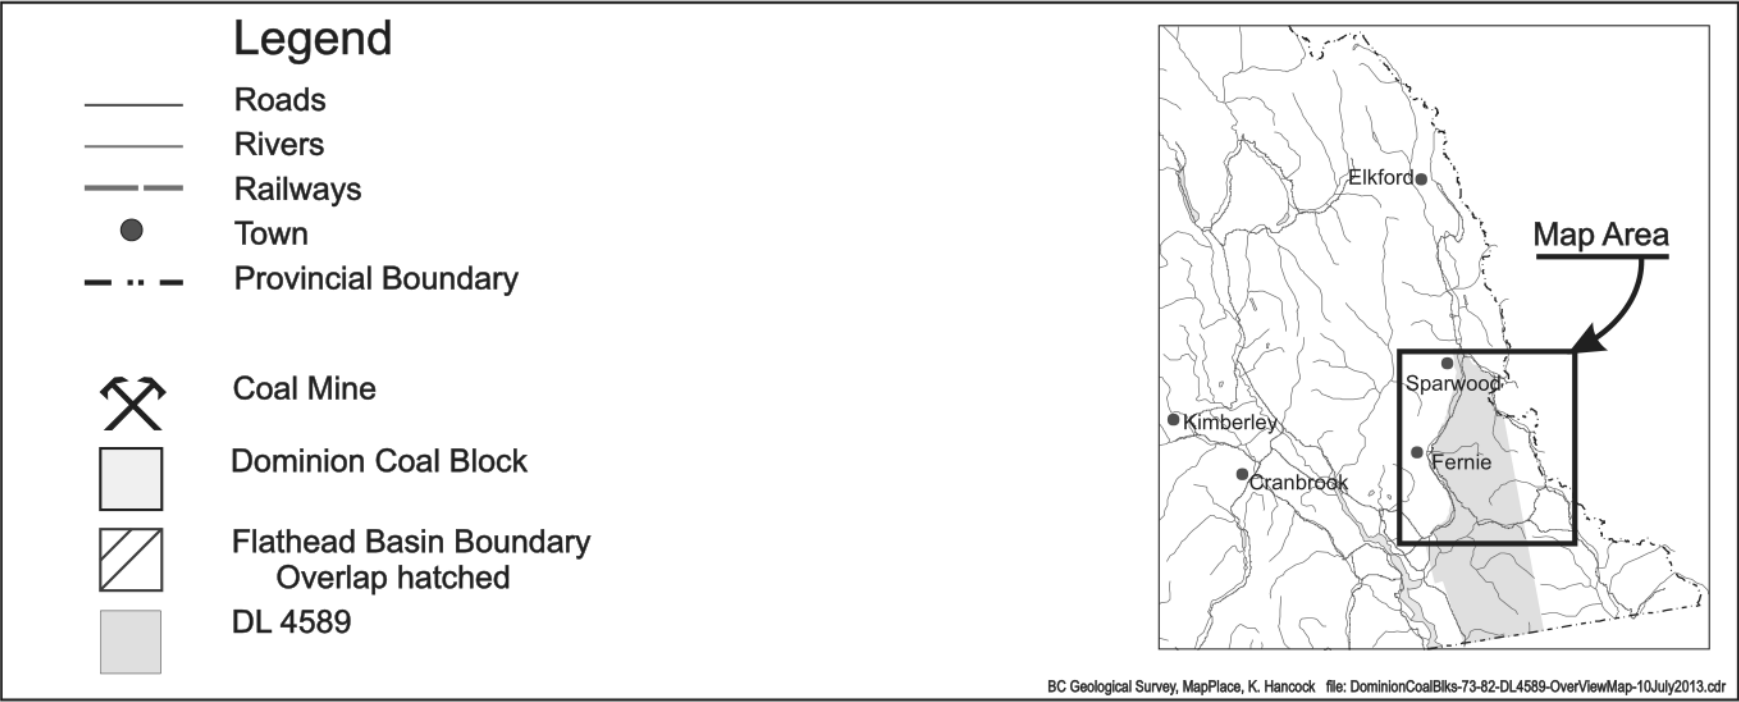 Legend
Roads
Rivers
Railways
Town
Provincial Boundary
Coal Mine
Dominion Coal Block
Flathead Basin Boundary
Overlap hatched
DL 4589
Elkford
Map Area
Sparwood
Kimberley
Fernie
Cranbrook
BC Geological Survey, MapPlace, K. Hancock file: DominionCoalBlks-73-82-DL4589-OverViewMap-10July2013.cdr